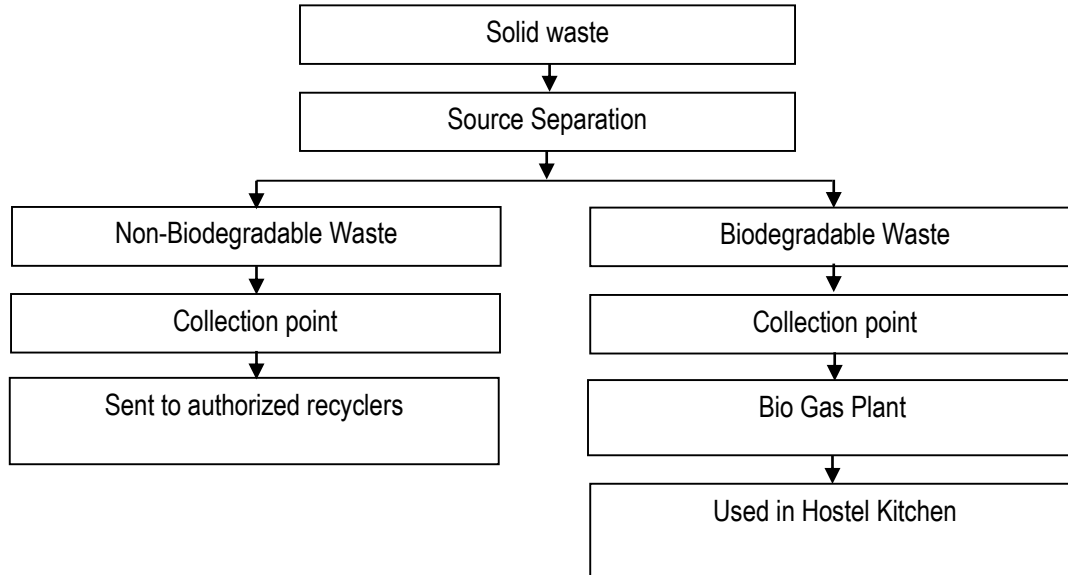 Solid waste
Source Separation
Non-Biodegradable Waste
Biodegradable Waste
Collection point
Collection point
Sent to authorized recyclers
Bio Gas Plant
Used in Hostel Kitchen